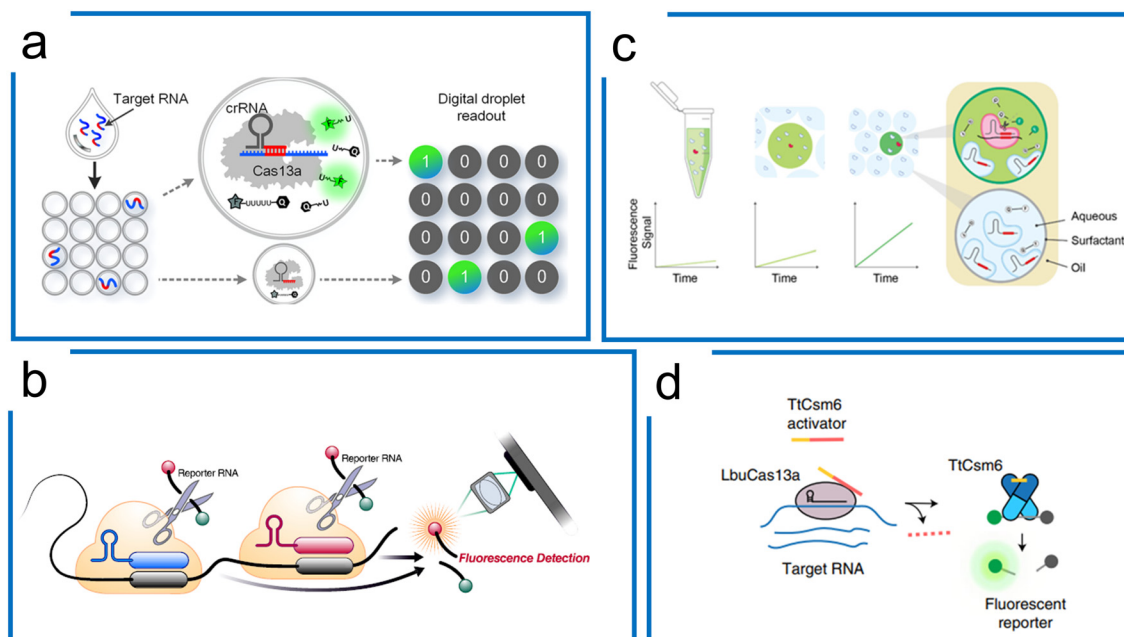 a
Target RNA
crRNA
Cas13a
F
Q
U
U
F
Q
U
F
UUUUU
Q
Q
U
F
Q
Digital droplet
readout
1 0 0 0
0 0 0 0
0 0 0 1
0 1 0 0
c
Fluorescence
Signal
Time
Time
Time
Aqueous
Surfactant
Oil
b
Reporter RNA
Reporter RNA
Fluorescence Detection
d
TtCsm6
activator
LbuCas13a
TtCsm6
Target RNA
Fluorescent
reporter